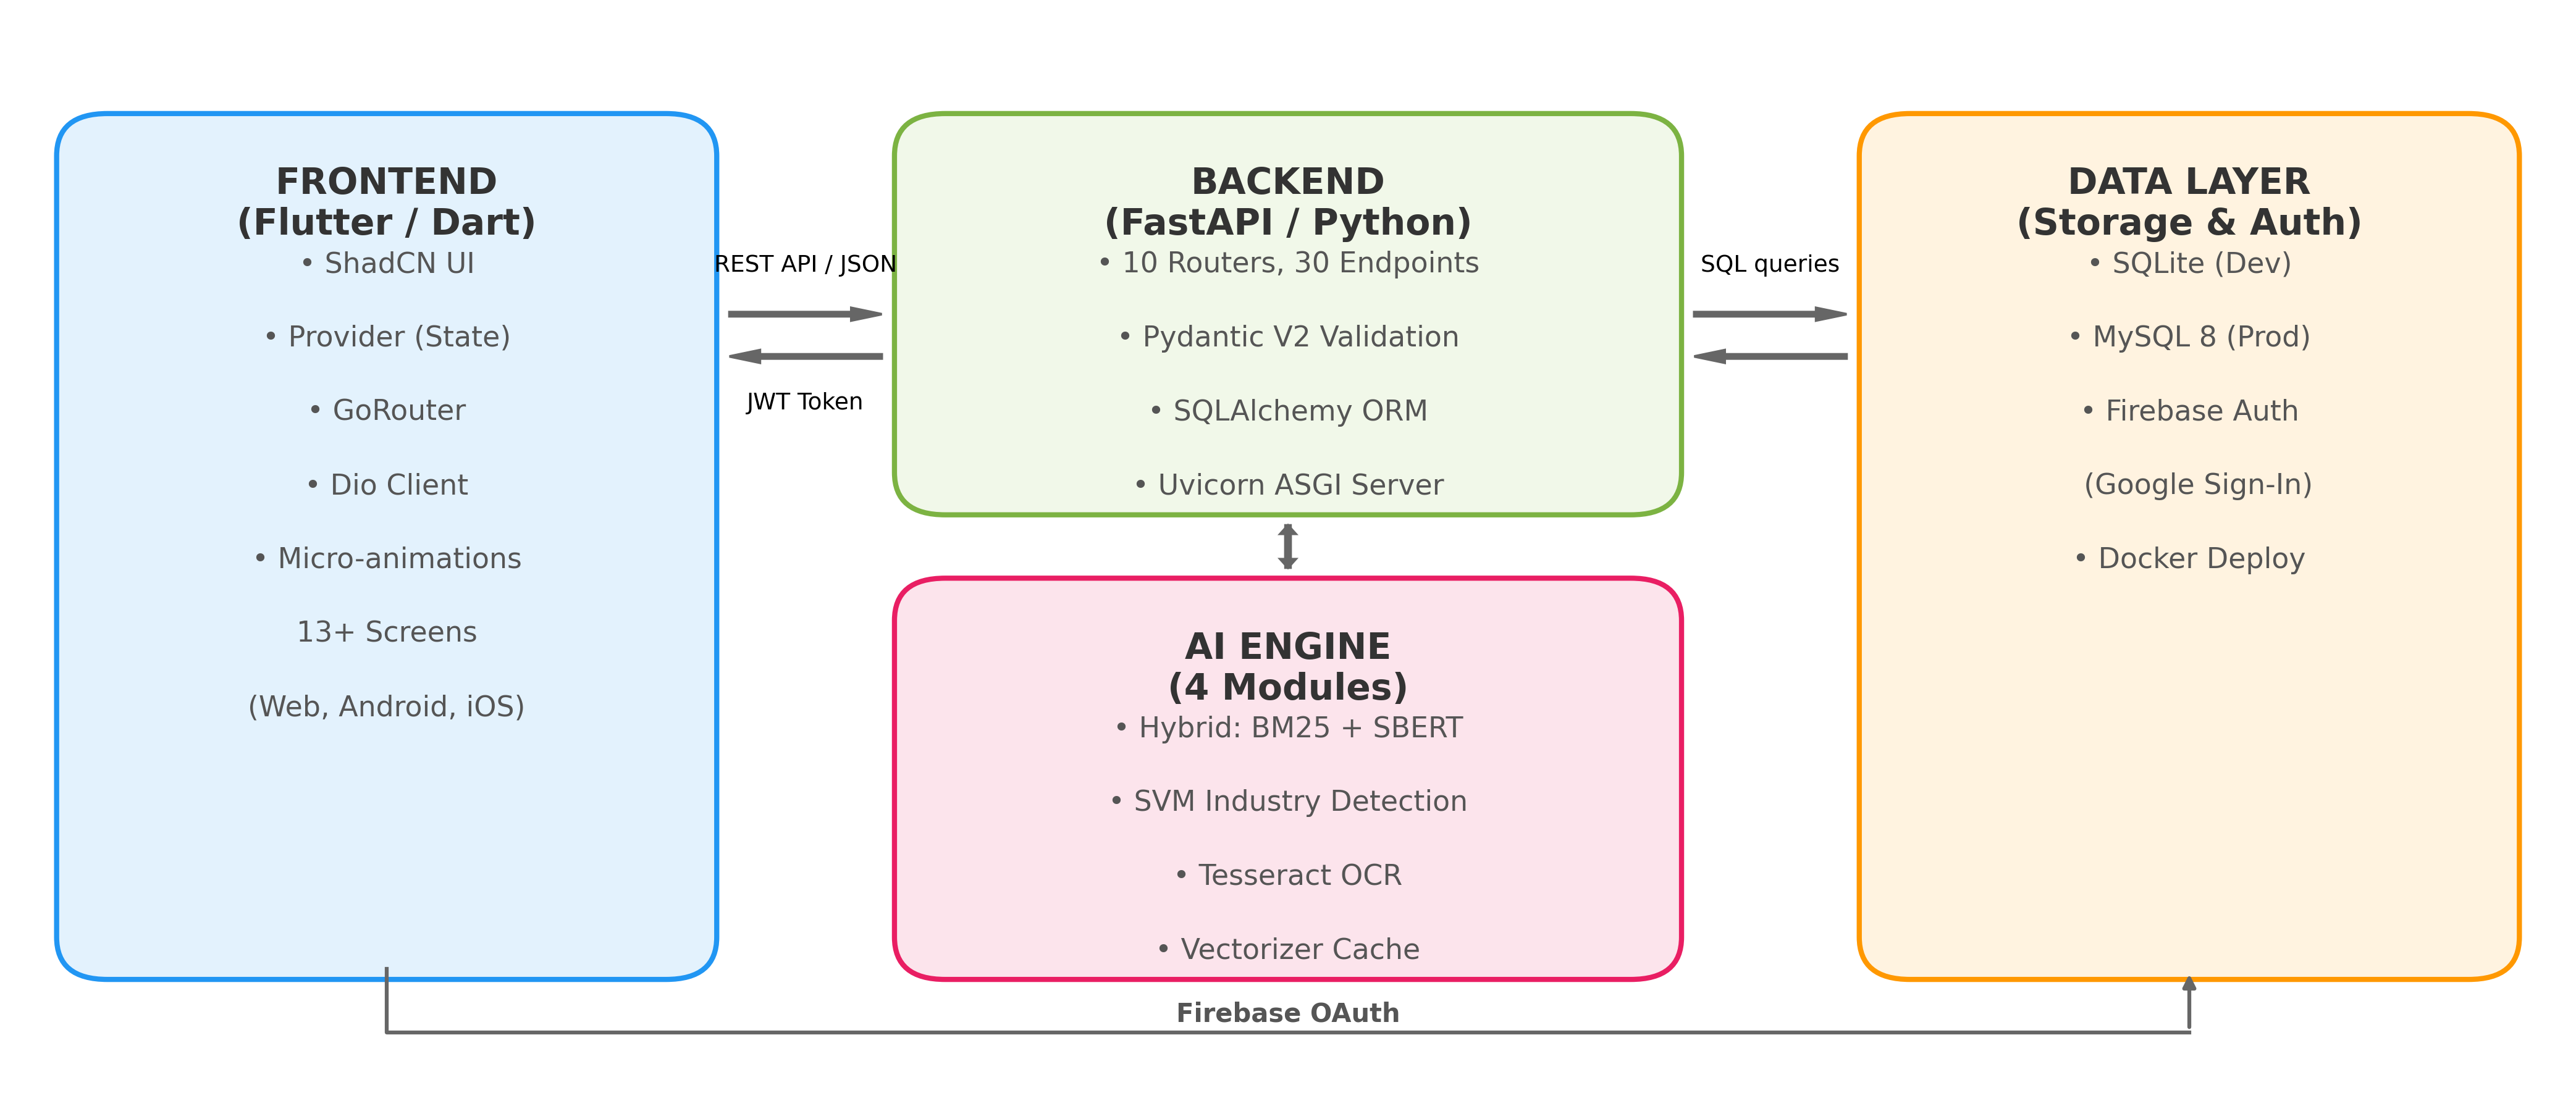 FRONTEND
(Flutter / Dart)
• ShadCN UI
• Provider (State)
• GoRouter
• Dio Client
• Micro-animations
13+ Screens
(Web, Android, iOS)
REST API / JSON
JWT Token
BACKEND
(FastAPI / Python)
• 10 Routers, 30 Endpoints
• Pydantic V2 Validation
• SQLAlchemy ORM
• Uvicorn ASGI Server
AI ENGINE
(4 Modules)
• Hybrid: BM25 + SBERT
• SVM Industry Detection
• Tesseract OCR
• Vectorizer Cache
SQL queries
DATA LAYER
(Storage & Auth)
• SQLite (Dev)
• MySQL 8 (Prod)
• Firebase Auth
(Google Sign-In)
• Docker Deploy
Firebase OAuth